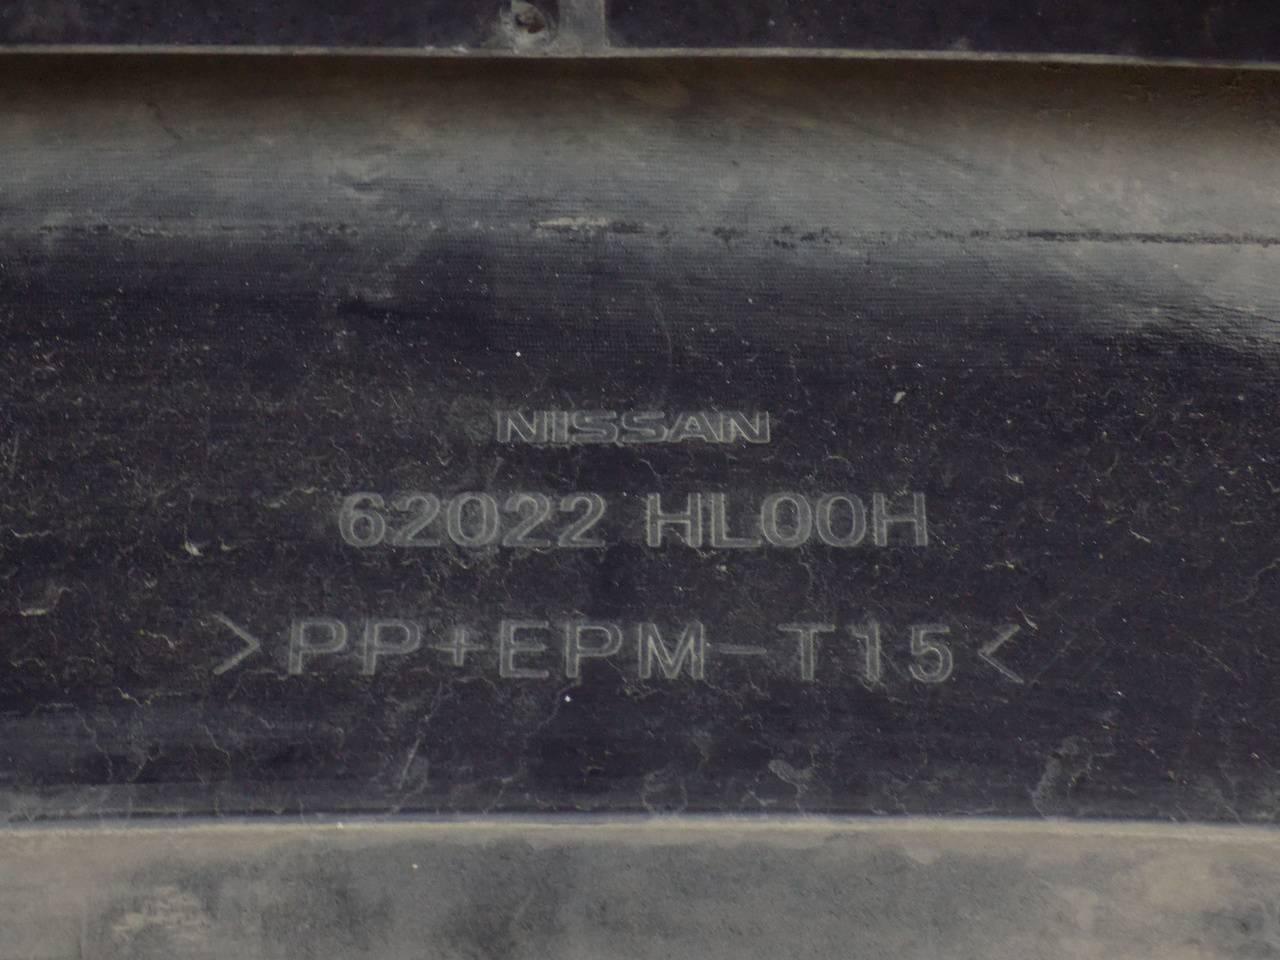 NISSAN
62022 HL00H
>PP+EPM-T15<